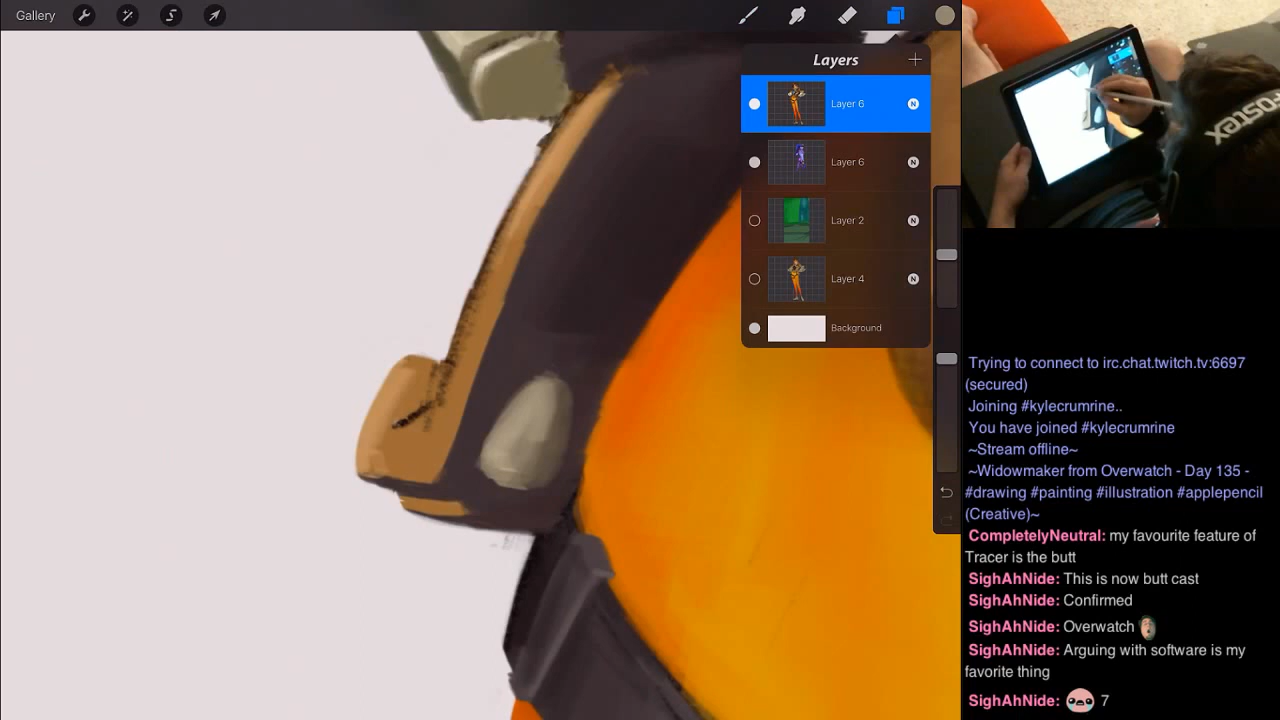 Gallery
Layers
Layer 6
N
Layer 6
N
Layer 2
N
Layer 4
N
Background
Trying to connect to irc.chat.twitch.tv:6697
(secured)
Joining #kylecrumrine..
You have joined #kylecrumrine
~Stream offline~
~Widowmaker from Overwatch - Day 135 -
#drawing #painting #illustration #applepencil
(Creative)~
CompletelyNeutral: my favourite feature of
Tracer is the butt
SighAhNide: This is now butt cast
SighAhNide: Confirmed
SighAhNide: Overwatch
SighAhNide: Arguing with software is my
favorite thing
SighAhNide: 7